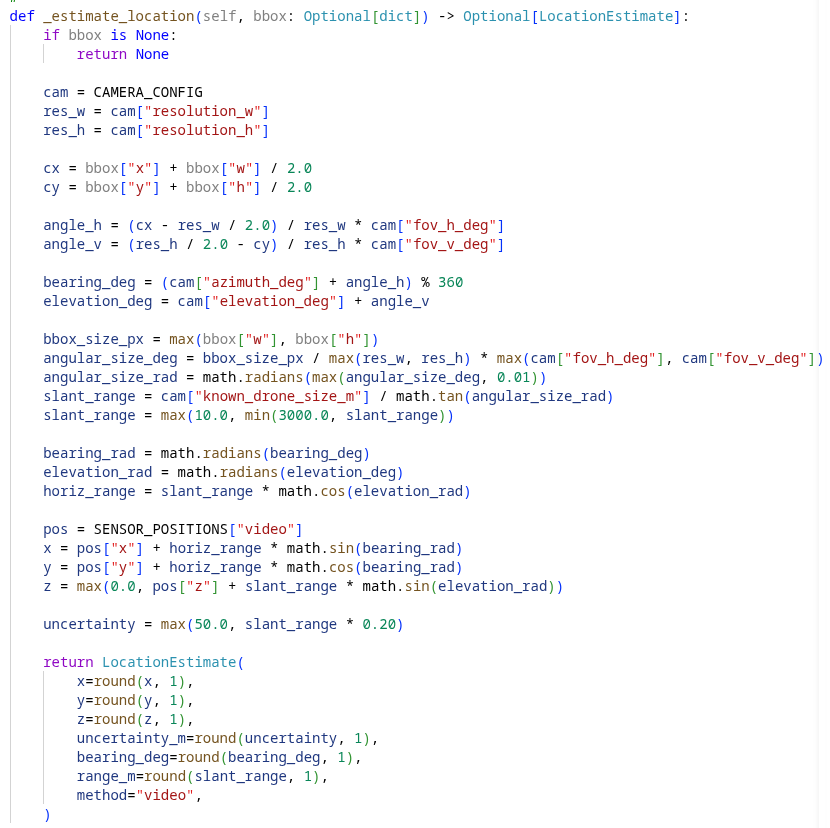 def _estimate_location(self, bbox: Optional[dict]) -> Optional[LocationEstimate]:
    if bbox is None:
        return None

    cam = CAMERA_CONFIG
    res_w = cam["resolution_w"]
    res_h = cam["resolution_h"]

    cx = bbox["x"] + bbox["w"] / 2.0
    cy = bbox["y"] + bbox["h"] / 2.0

    angle_h = (cx - res_w / 2.0) / res_w * cam["fov_h_deg"]
    angle_v = (res_h / 2.0 - cy) / res_h * cam["fov_v_deg"]

    bearing_deg = (cam["azimuth_deg"] + angle_h) % 360
    elevation_deg = cam["elevation_deg"] + angle_v

    bbox_size_px = max(bbox["w"], bbox["h"])
    angular_size_deg = bbox_size_px / max(res_w, res_h) * max(cam["fov_h_deg"], cam["fov_v_deg"])
    angular_size_rad = math.radians(max(angular_size_deg, 0.01))
    slant_range = cam["known_drone_size_m"] / math.tan(angular_size_rad)
    slant_range = max(10.0, min(3000.0, slant_range))

    bearing_rad = math.radians(bearing_deg)
    elevation_rad = math.radians(elevation_deg)
    horiz_range = slant_range * math.cos(elevation_rad)

    pos = SENSOR_POSITIONS["video"]
    x = pos["x"] + horiz_range * math.sin(bearing_rad)
    y = pos["y"] + horiz_range * math.cos(bearing_rad)
    z = max(0.0, pos["z"] + slant_range * math.sin(elevation_rad))

    uncertainty = max(50.0, slant_range * 0.20)

    return LocationEstimate(
        x=round(x, 1),
        y=round(y, 1),
        z=round(z, 1),
        uncertainty_m=round(uncertainty, 1),
        bearing_deg=round(bearing_deg, 1),
        range_m=round(slant_range, 1),
        method="video",
    )